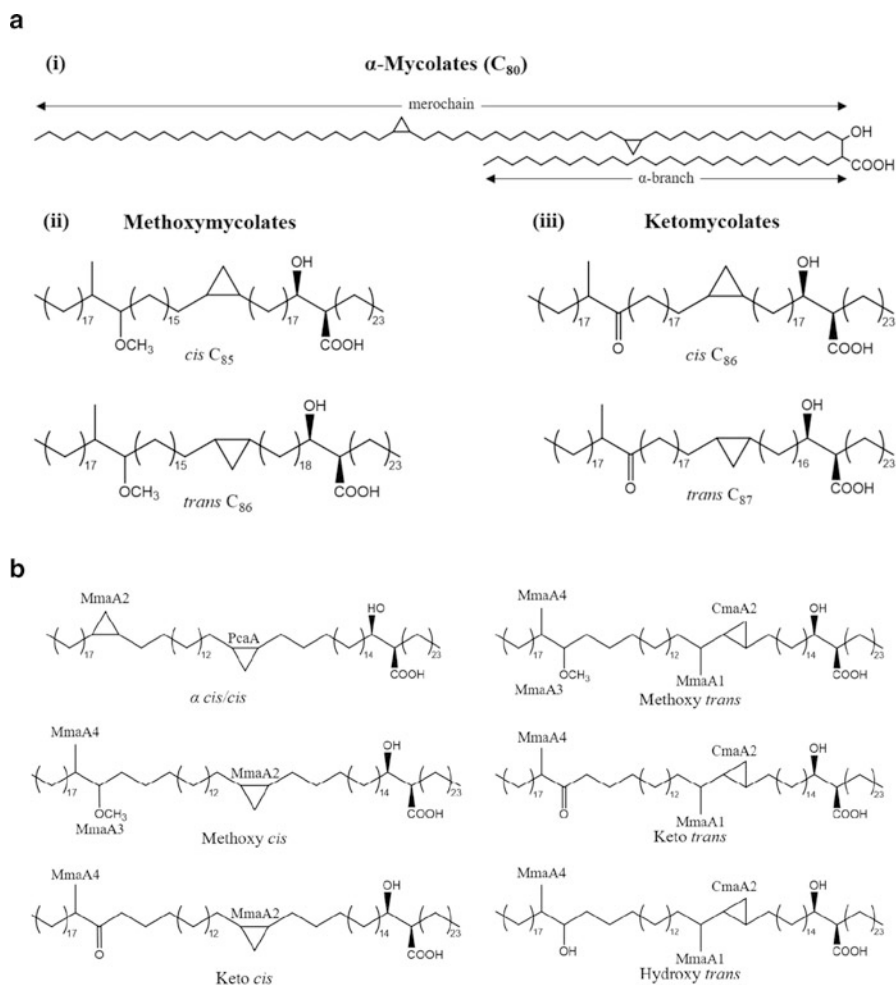 a
(i) α-Mycolates (C80)
merochain
OH
COOH
α-branch
(ii) Methoxymycolates
(iii) Ketomycolates
OH
17 15 17 23
OCH3 COOH
cis C85
OH
17 17 17 23
O COOH
cis C86
OH
17 15 18 23
OCH3 COOH
trans C86
OH
17 17 16 23
O COOH
trans C87
b
MmaA2 HO
PcaA
17 12 14 23
COOH
α cis/cis
MmaA4 OH
CmaA2
17 12 14 23
OCH3 COOH
MmaA3 MmaA1
Methoxy trans
MmaA4 OH
MmaA2
17 12 14 23
OCH3 COOH
MmaA3
Methoxy cis
MmaA4 OH
CmaA2
17 12 14 23
O COOH
MmaA1
Keto trans
MmaA4 OH
MmaA2
17 12 14 23
O COOH
Keto cis
MmaA4 OH
CmaA2
17 12 14 23
OH COOH
MmaA1
Hydroxy trans